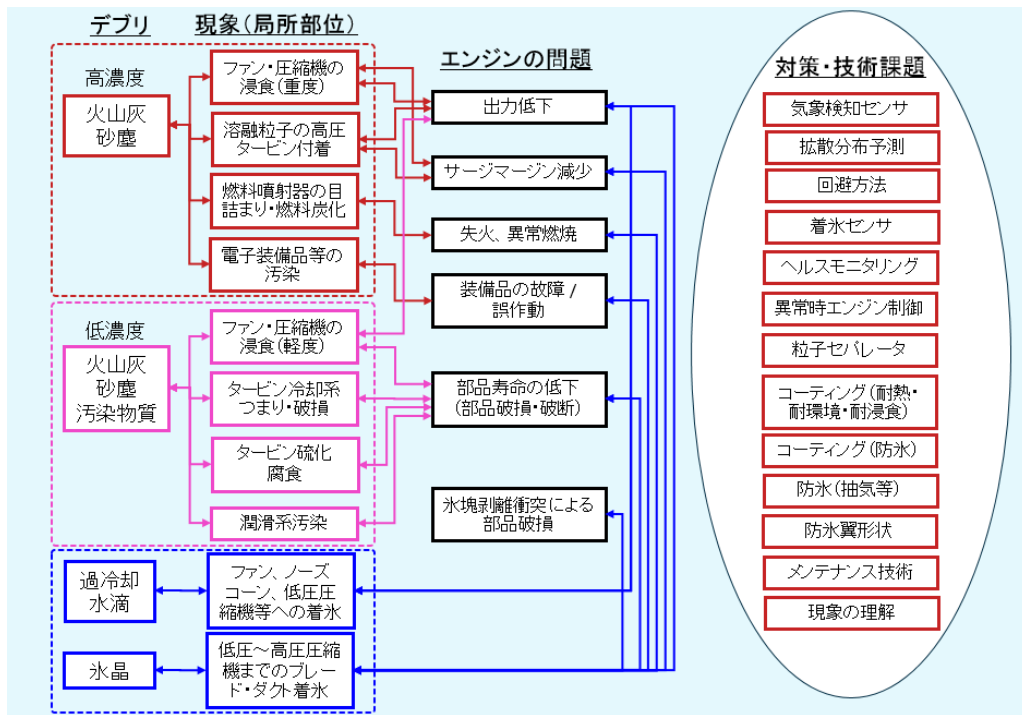 デブリ
現象(局所部位)
エンジンの問題
対策・技術課題
高濃度
火山灰
砂塵
ファン・圧縮機の
浸食(重度)
溶融粒子の高圧
タービン付着
燃料噴射器の目
詰まり・燃料炭化
電子装備品等の
汚染
低濃度
火山灰
砂塵
汚染物質
ファン・圧縮機の
浸食(軽度)
タービン冷却系
つまり・破損
タービン硫化
腐食
潤滑系汚染
過冷却
水滴
ファン、ノーズ
コーン、低圧圧
縮機等への着氷
氷晶
低圧～高圧圧縮
機までのブレー
ド・ダクト着氷
出力低下
サージマージン減少
失火、異常燃焼
装備品の故障 /
誤作動
部品寿命の低下
(部品破損・破断)
氷塊剥離衝突による
部品破損
気象検知センサ
拡散分布予測
回避方法
着氷センサ
ヘルスモニタリング
異常時エンジン制御
粒子セパレータ
コーティング(耐熱・
耐環境・耐浸食)
コーティング(防氷)
防氷(抽気等)
防氷翼形状
メンテナンス技術
現象の理解